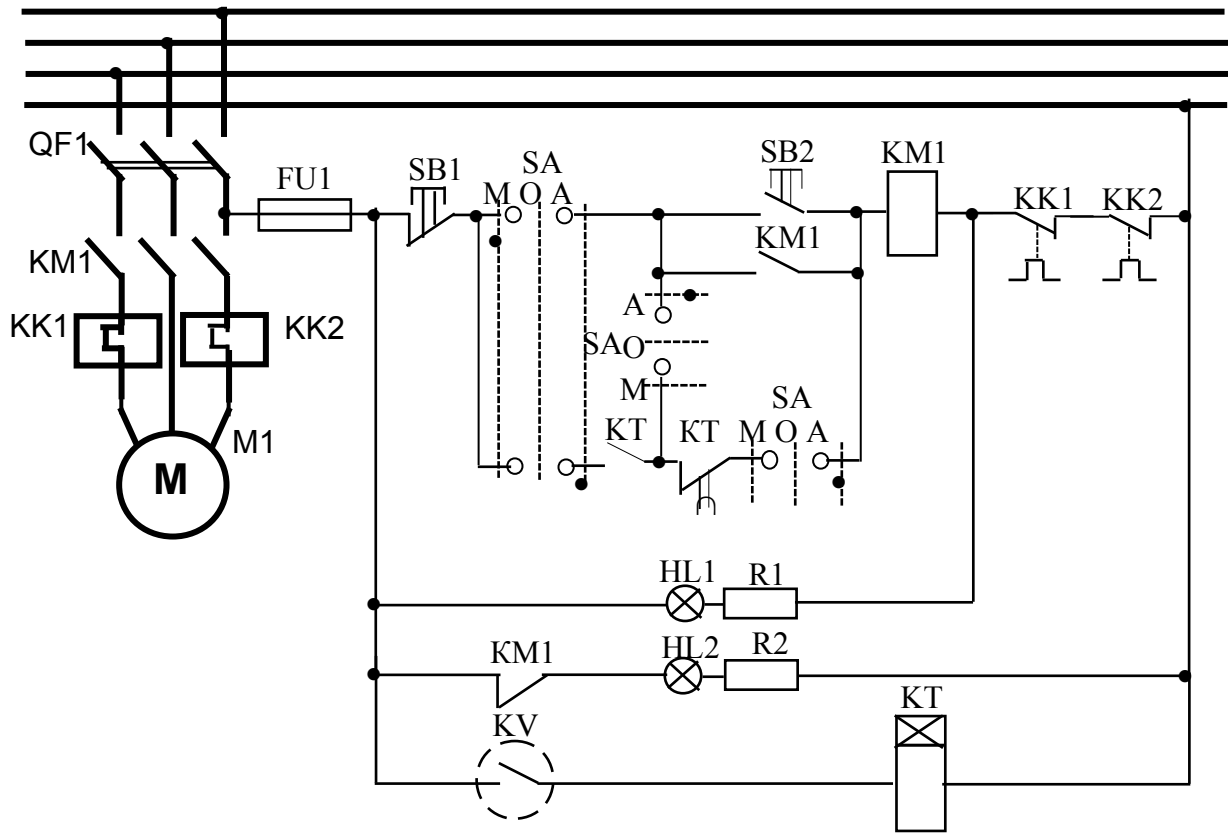 QF1
FU1
SB1
SA
М О А
SB2
KM1
KK1
KK2
KM1
KM1
KK1
KK2
А
SA О
М
M1
М
KT
KT
SA
М О А
HL1
R1
KM1
HL2
R2
KV
KT